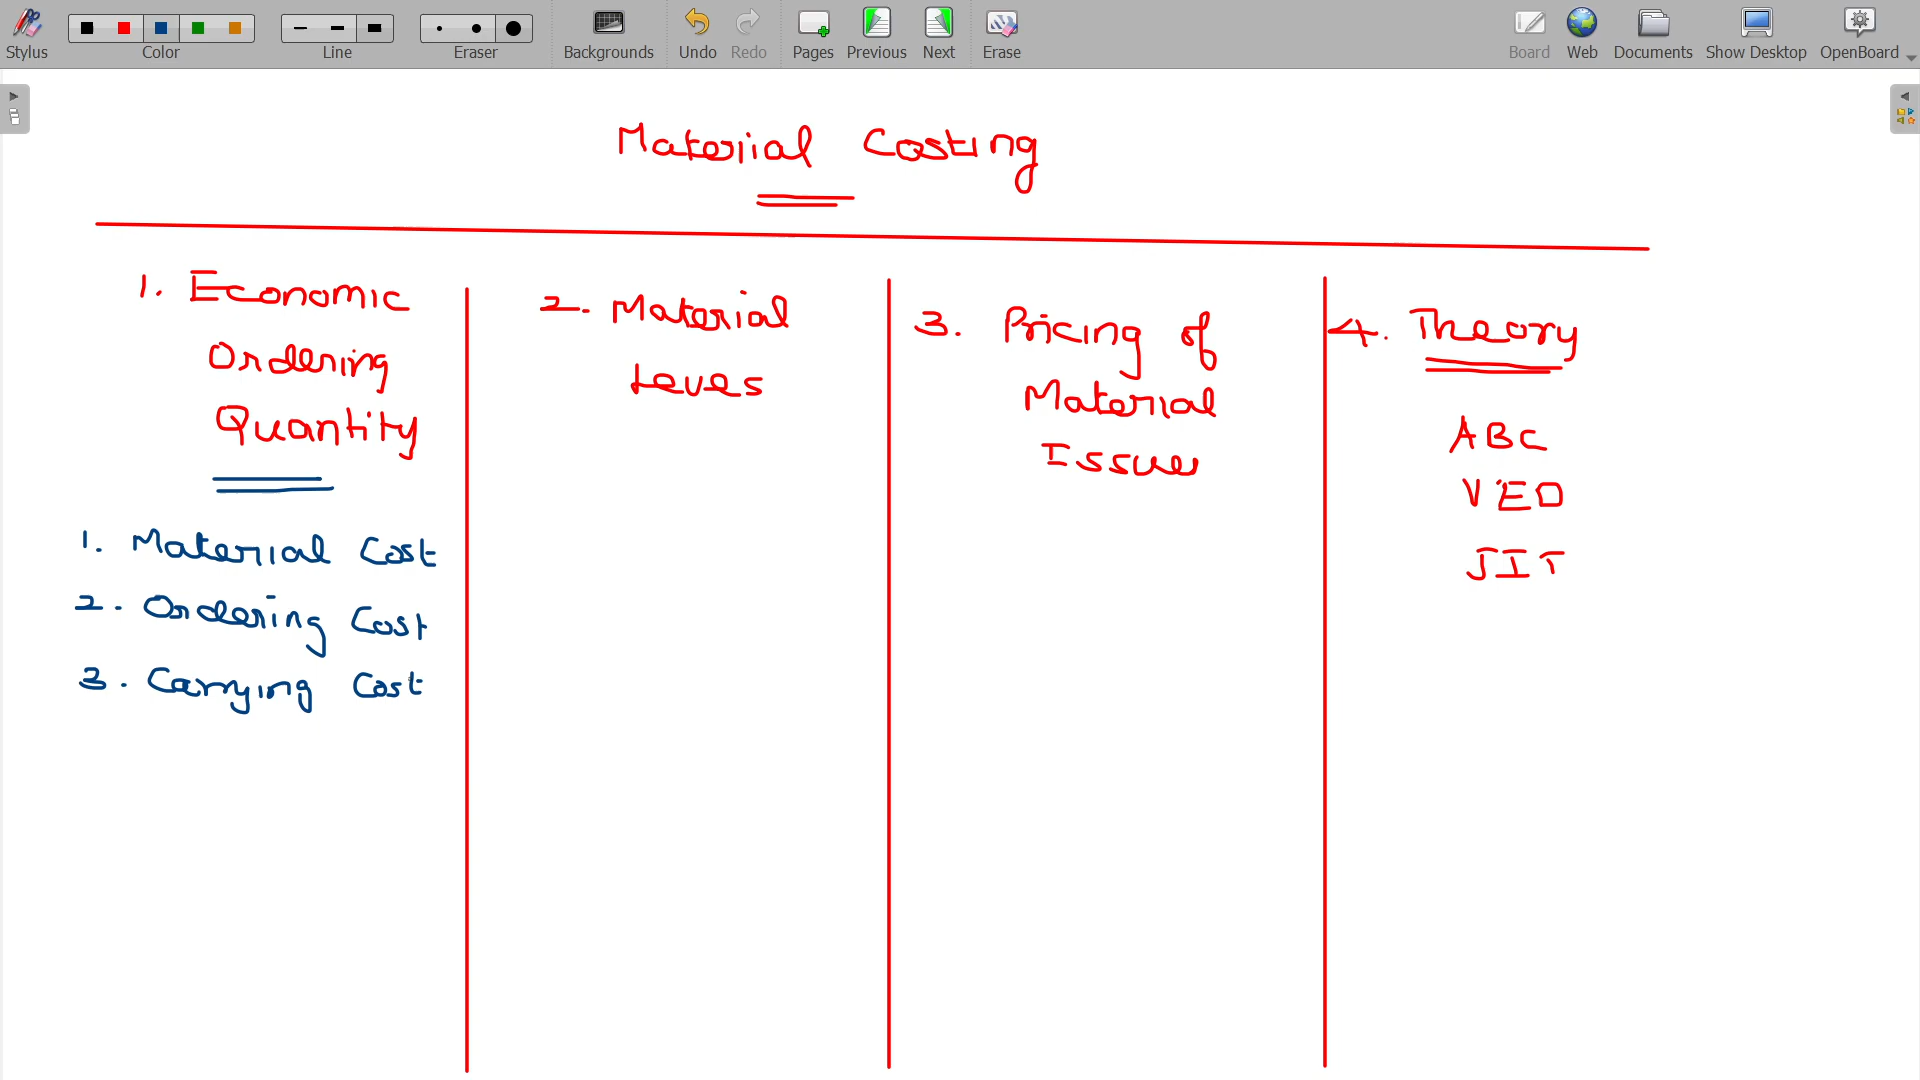 Stylus
Color
Line
Eraser
Backgrounds
Undo
Redo
Pages
Previous
Next
Erase
Board
Web
Documents
Show Desktop
OpenBoard
Material Costing
1. Economic
Ordering
Quantity
1. Material Cost
2. Ordering Cost
3. Carrying Cost
2. Material
Leves
3. Pricing of
Material
Issues
4. Theory
ABC
VED
JIT